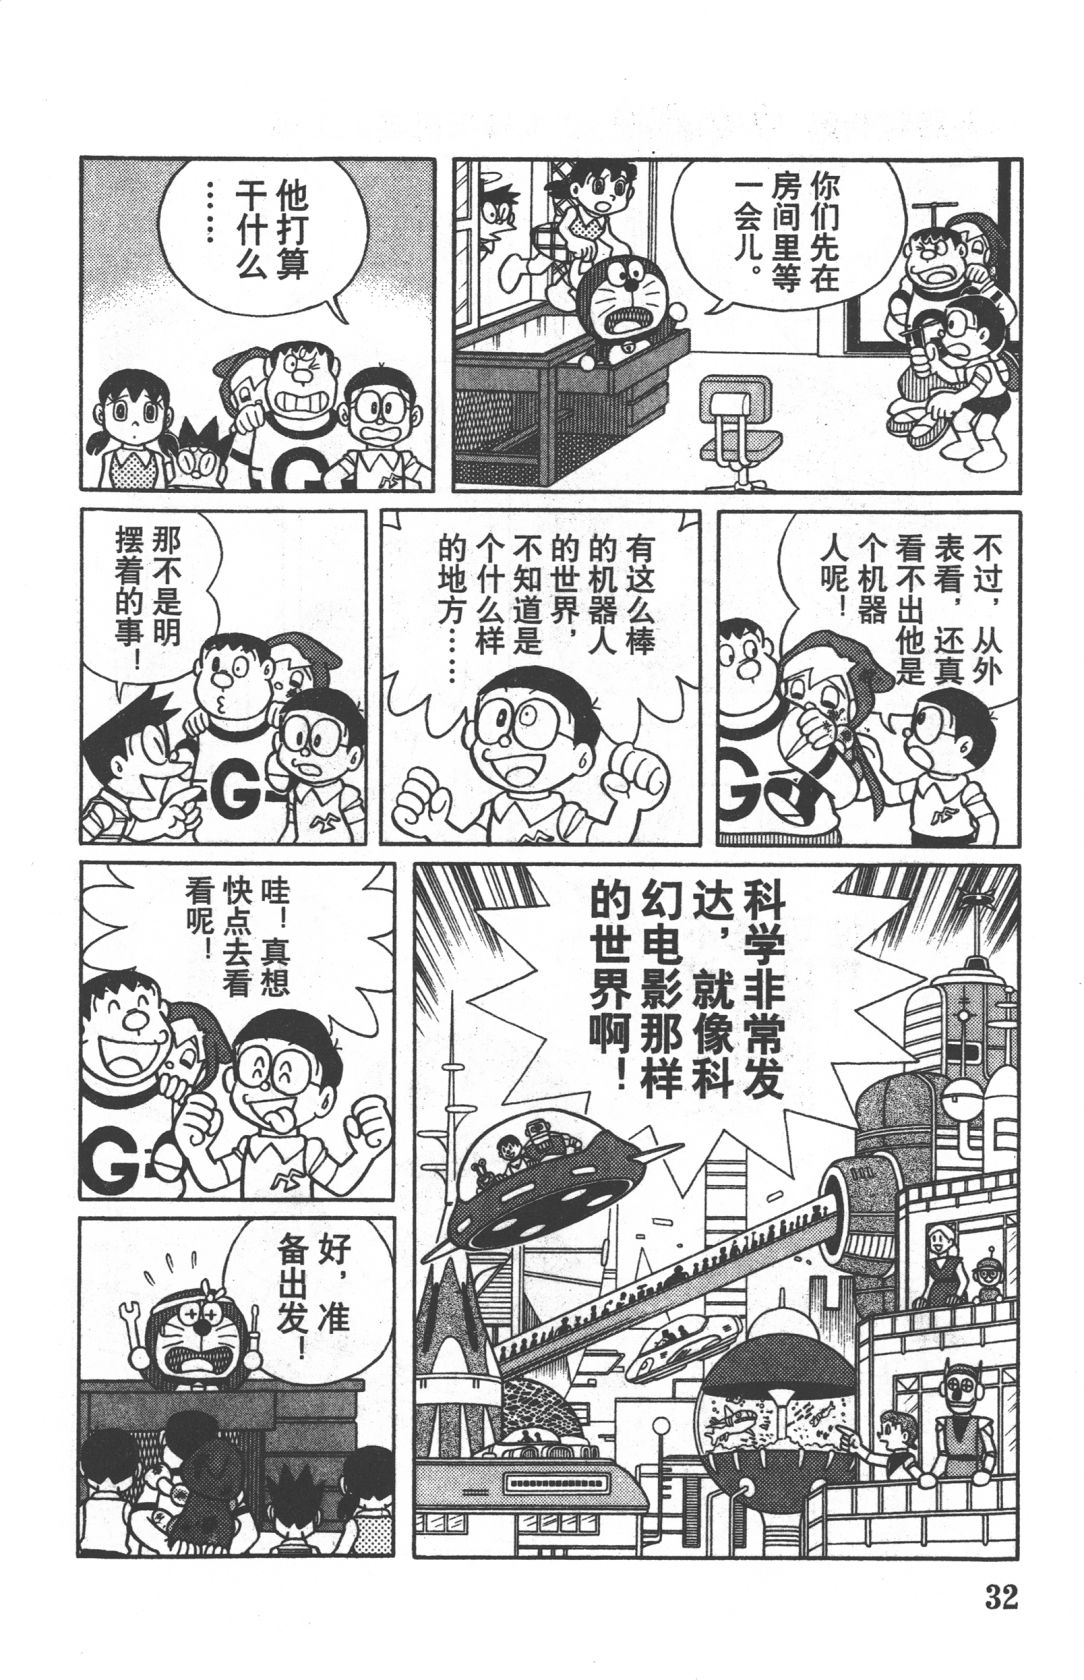 你们先在
房间里等
一会儿。
他打算
干什么
……
不过，从外
表看，还真
看不出他是
个机器
人呢！
有这么棒
的机器人
的世界，
不知道是
个什么样
的地方……
那不是明
摆着的事！
G
G
科学非常发
达，就像科
幻电影那样
的世界啊！
哇！真想
快点去看
看呢！
G
好，准
备出发！
G
32